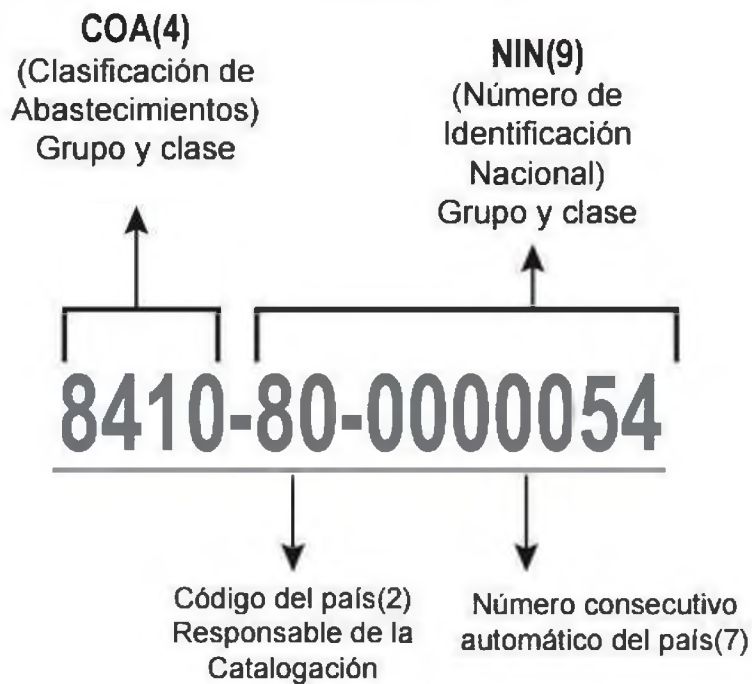 COA(4)
(Clasificación de
Abastecimientos)
Grupo y clase
NIN(9)
(Número de
Identificación
Nacional)
Grupo y clase
8410-80-0000054
Código del país(2)
Responsable de la
Catalogación
Número consecutivo
automático del país(7)